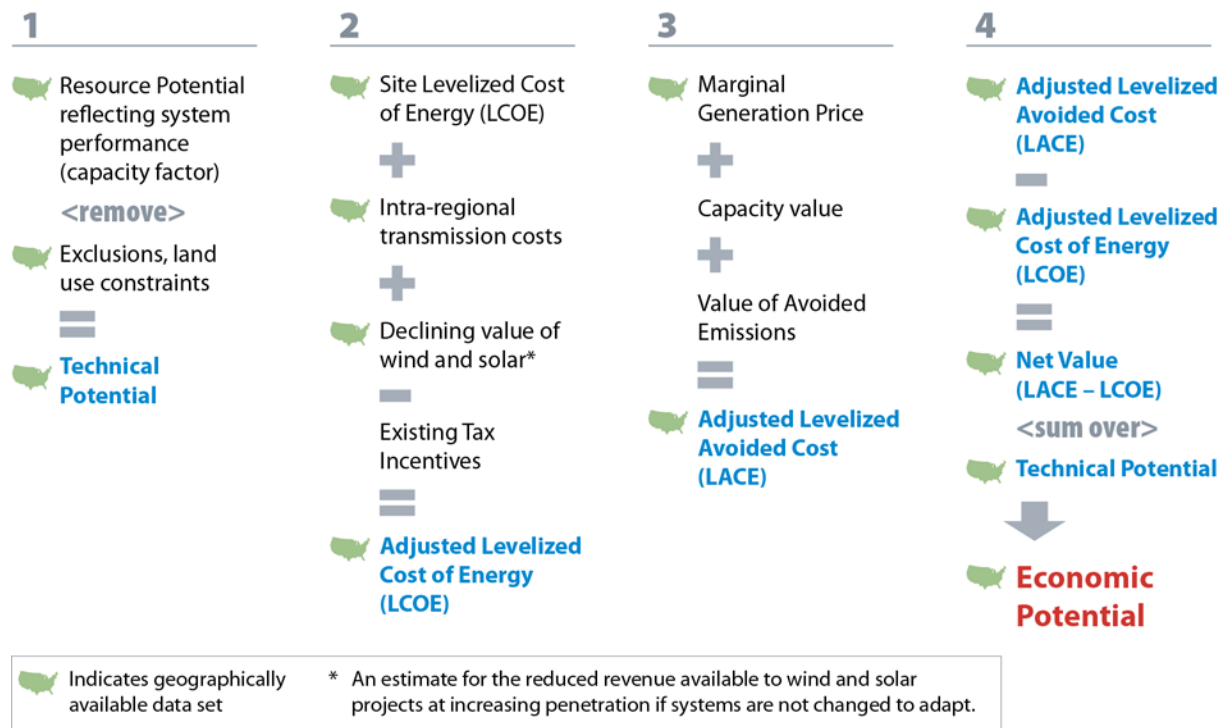 1
Resource Potential
reflecting system
performance
(capacity factor)
<remove>
Exclusions, land
use constraints
=
Technical
Potential
2
Site Levelized Cost
of Energy (LCOE)
+
Intra-regional
transmission costs
+
Declining value of
wind and solar*
-
Existing Tax
Incentives
=
Adjusted Levelized
Cost of Energy
(LCOE)
3
Marginal
Generation Price
+
Capacity value
+
Value of Avoided
Emissions
=
Adjusted Levelized
Avoided Cost
(LACE)
4
Adjusted Levelized
Avoided Cost
(LACE)
-
Adjusted Levelized
Cost of Energy
(LCOE)
=
Net Value
(LACE – LCOE)
<sum over>
Technical Potential
Economic
Potential
Indicates geographically
available data set
* An estimate for the reduced revenue available to wind and solar
projects at increasing penetration if systems are not changed to adapt.